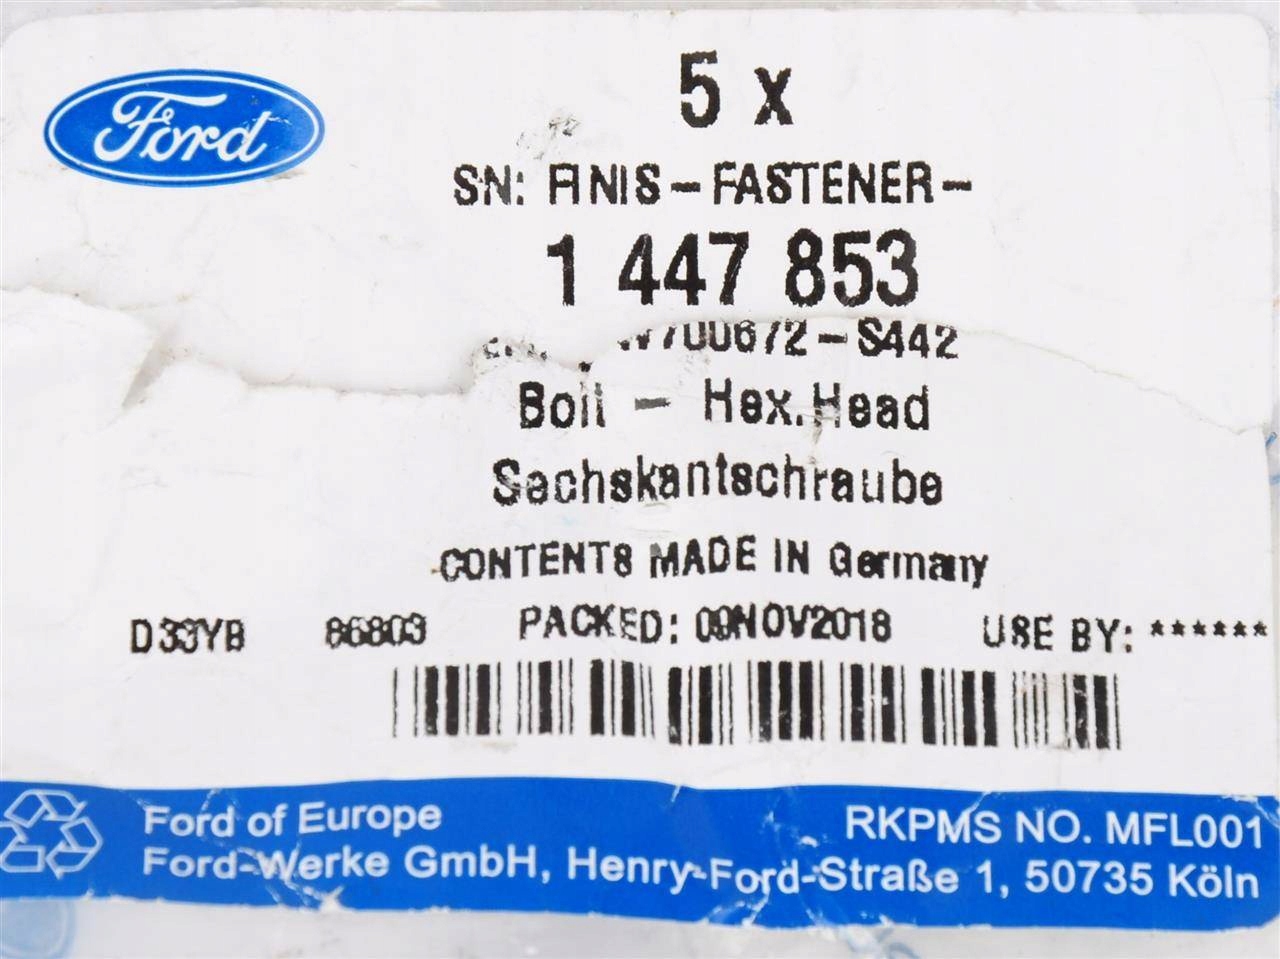 Ford
5 x
SN: FINIS-FASTENER-
1 447 853
W700672-S442
Bolt - Hex.Head
Sechskantschraube
CONTENTS MADE IN Germany
D33YB 86803 PACKED: 09NOV2018 USE BY: ******
Ford of Europe RKPMS NO. MFL001
Ford-Werke GmbH, Henry-Ford-Straße 1, 50735 Köln